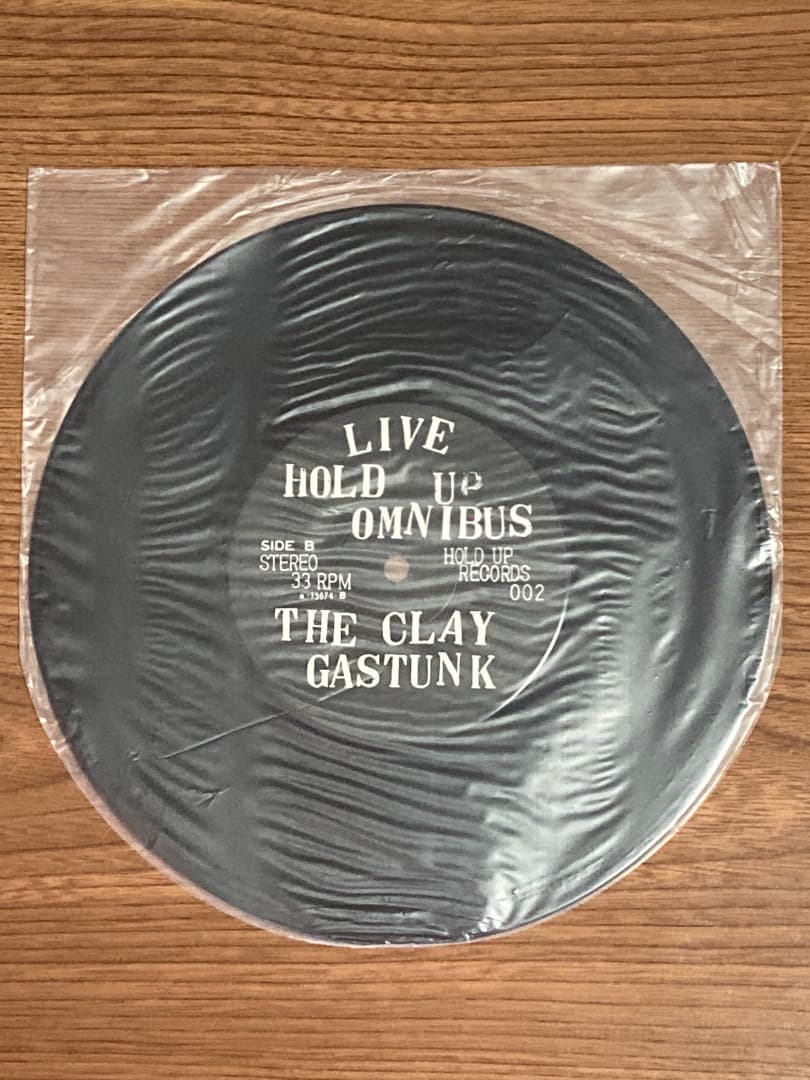 LIVE
HOLD UP
OMNIBUS
SIDE B
STEREO
33 RPM
HOLD UP
RECORDS
002
THE CLAY
GASTUNK